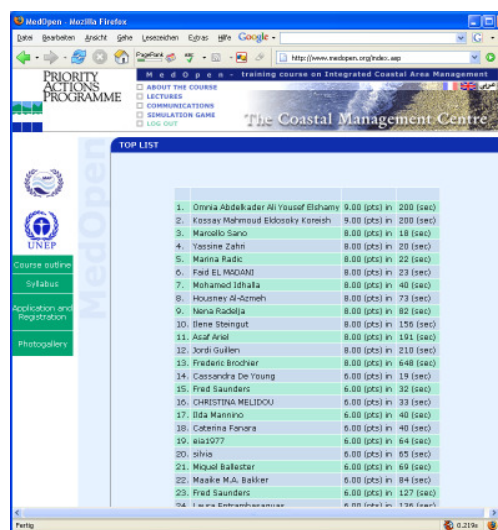 MedOpen - Mozilla Firefox
Datei Bearbeiten Ansicht Gehe Lesezeichen Extras Hilfe Google
PageRank http://www.medopen.org/index.asp
PRIORITY
ACTIONS
PROGRAMME
MedOpen - training course on Integrated Coastal Area Management
ABOUT THE COURSE
LECTURES
COMMUNICATIONS
SIMULATION GAME
LOG OUT
The Coastal Management Centre
MedOpen
UNEP
Course outline
Syllabus
Application and
Registration
Photogallery
TOP LIST
1. Omnia Abdelkader Ali Yousef Elshamy 9.00 (pts) in 200 (sec)
2. Kossay Mahmoud Eldosoky Koreish 9.00 (pts) in 200 (sec)
3. Marcello Sano 8.00 (pts) in 18 (sec)
4. Yassine Zahri 8.00 (pts) in 20 (sec)
5. Marina Radic 8.00 (pts) in 22 (sec)
6. Faid EL MADANI 8.00 (pts) in 23 (sec)
7. Mohamed Idhalla 8.00 (pts) in 40 (sec)
8. Housney Al-Azmeh 8.00 (pts) in 73 (sec)
9. Nena Radelja 8.00 (pts) in 82 (sec)
10. Ilene Steingut 8.00 (pts) in 156 (sec)
11. Asaf Ariel 8.00 (pts) in 191 (sec)
12. Jordi Guillen 8.00 (pts) in 210 (sec)
13. Frederic Brochier 8.00 (pts) in 648 (sec)
14. Cassandra De Young 6.00 (pts) in 19 (sec)
15. Fred Saunders 6.00 (pts) in 32 (sec)
16. CHRISTINA MELIDOU 6.00 (pts) in 33 (sec)
17. Ilda Mannino 6.00 (pts) in 40 (sec)
18. Caterina Fanara 6.00 (pts) in 40 (sec)
19. eia1977 6.00 (pts) in 64 (sec)
20. silvia 6.00 (pts) in 65 (sec)
21. Miquel Ballester 6.00 (pts) in 69 (sec)
22. Maaike M.A. Bakker 6.00 (pts) in 84 (sec)
23. Fred Saunders 6.00 (pts) in 127 (sec)
24. Laura Entrambasaguas 6.00 (pts) in 136 (sec)
Fertig 0.219s